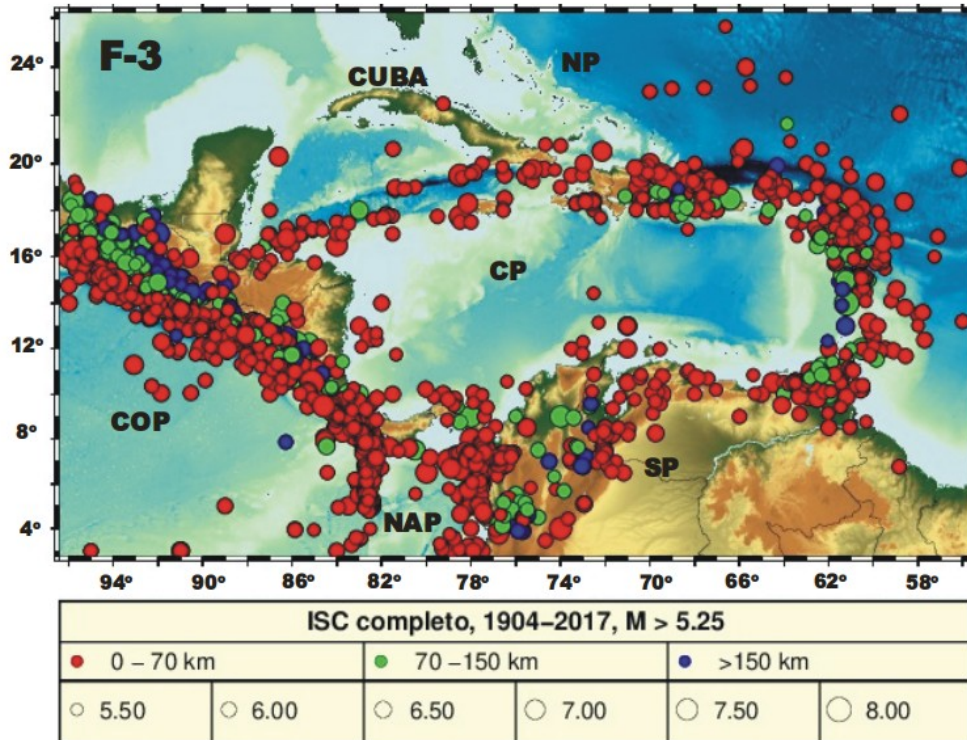 F-3
NP
CUBA
CP
COP
SP
NAP
24°
20°
16°
12°
8°
4°
94° 90° 86° 82° 78° 74° 70° 66° 62° 58°
ISC completo, 1904–2017, M > 5.25
0 – 70 km 70 –150 km >150 km
5.50 6.00 6.50 7.00 7.50 8.00